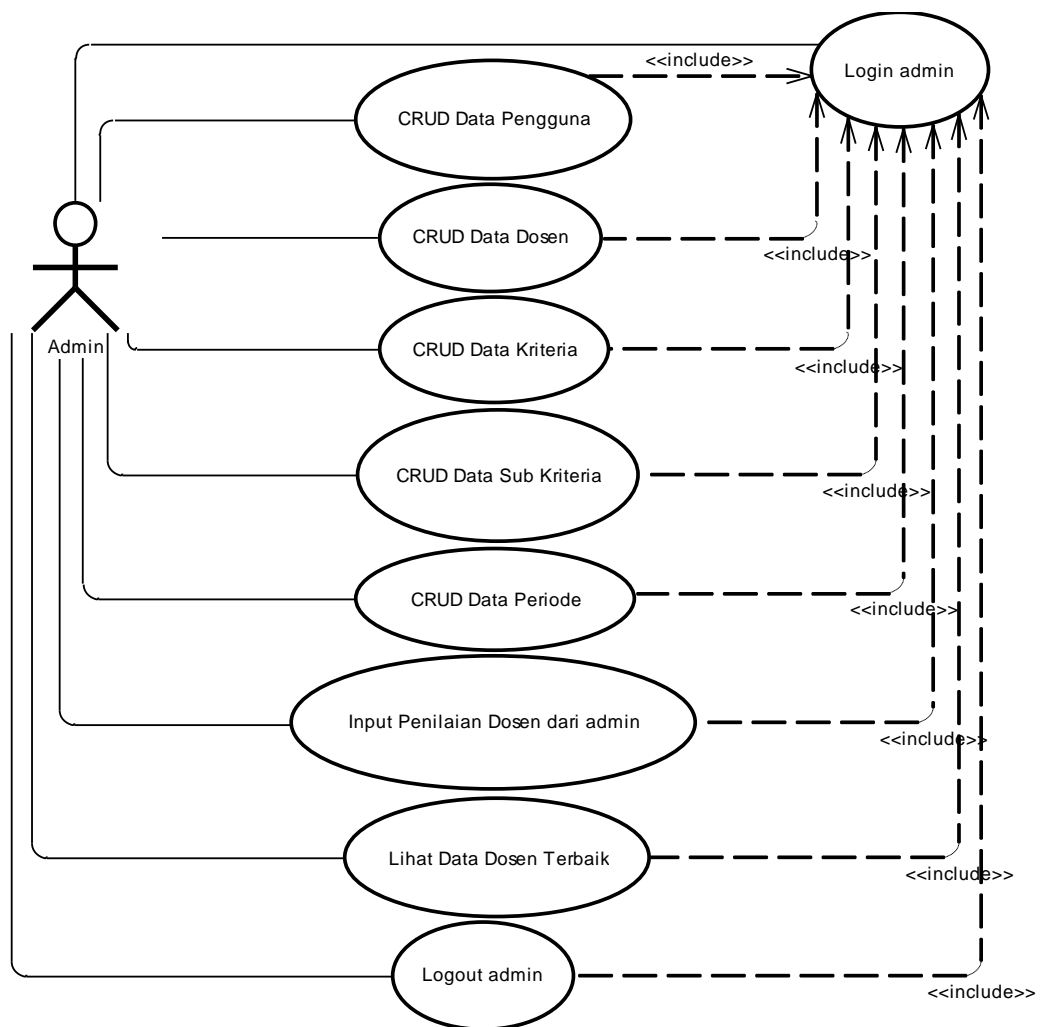 <<include>>
Login admin
CRUD Data Pengguna
CRUD Data Dosen
<<include>>
Admin
CRUD Data Kriteria
<<include>>
CRUD Data Sub Kriteria
<<include>>
CRUD Data Periode
<<include>>
Input Penilaian Dosen dari admin
<<include>>
Lihat Data Dosen Terbaik
<<include>>
Logout admin
<<include>>